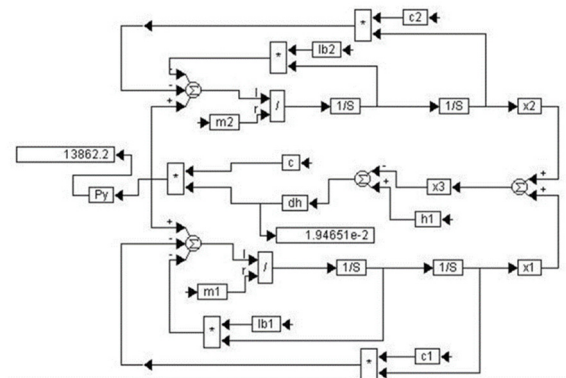 * c2
* lb2
-
-
+
Σ
l
r
/
m2
1/S
1/S
x2
13862.2
Py
*
c
dh
-
+
Σ
x3
+
+
Σ
h1
1.94651e-2
+
-
-
Σ
l
r
/
m1
1/S
1/S
x1
* lb1
* c1